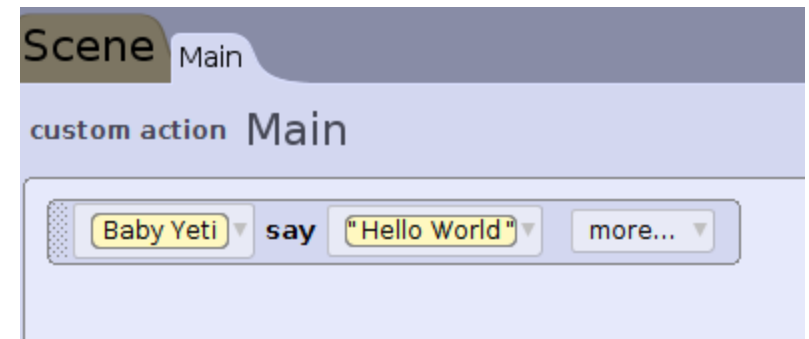 Scene Main
custom action Main
Baby Yeti say "Hello World" more...